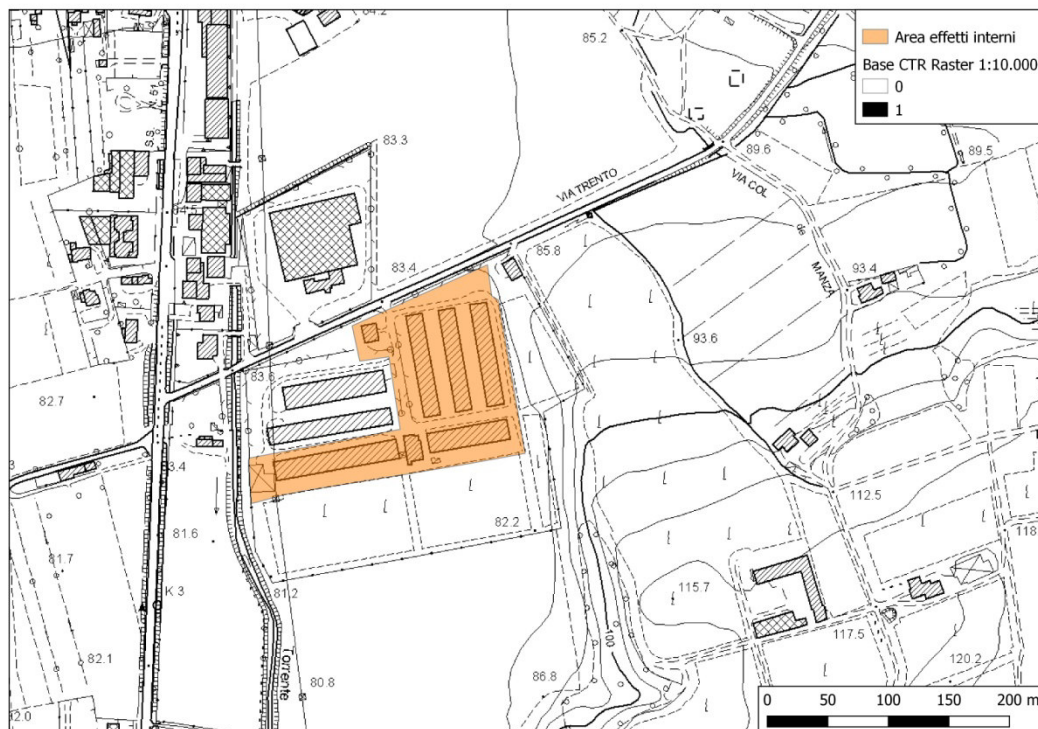 85.2
Area effetti interni
Base CTR Raster 1:10.000
0
1
S.S.
51
83.3
89.6
89.5
VIA TRENTO
VIA COL
de
MANZA
85.8
83.4
93.4
93.6
83.6
82.7
112.5
82.2
81.6
81.7
115.7
K 3
81.2
100
117.5
82.1
Torrente
80.8
86.8
120.2
0 50 100 150 200 m